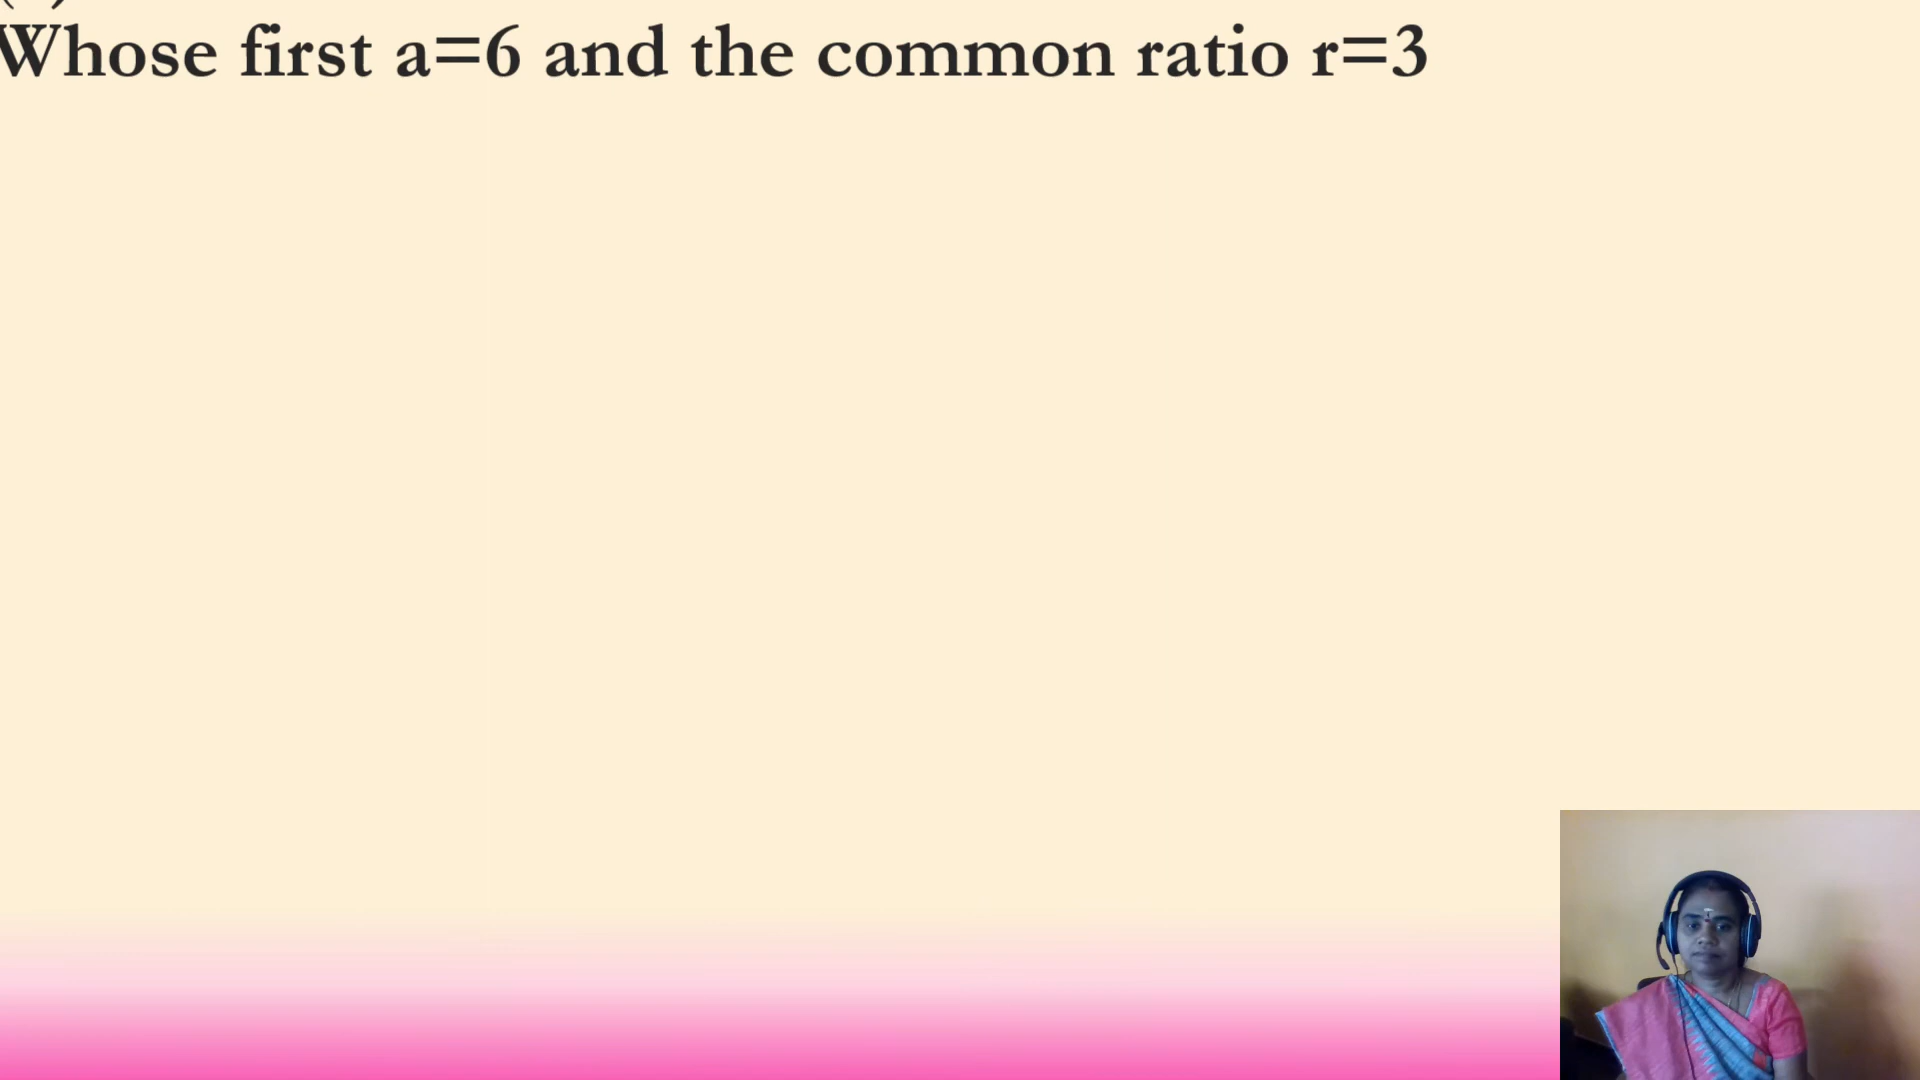 Whose first a=6 and the common ratio r=3